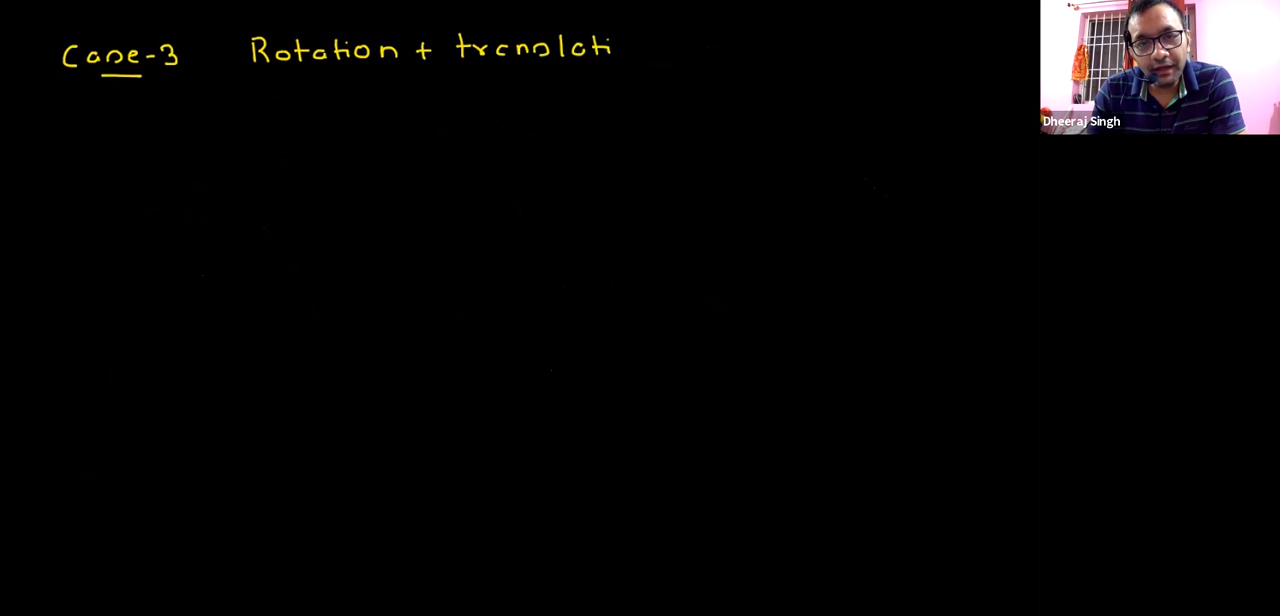 Case-3 Rotation + translati
Dheeraj Singh